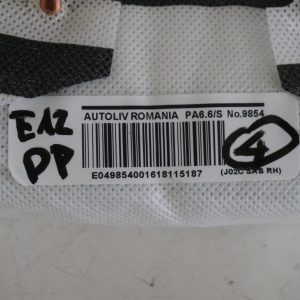 AUTOLIV ROMANIA PA6.6/S No.9854
E12
PP
4
E049854001618115187
(J02C SAB RH)